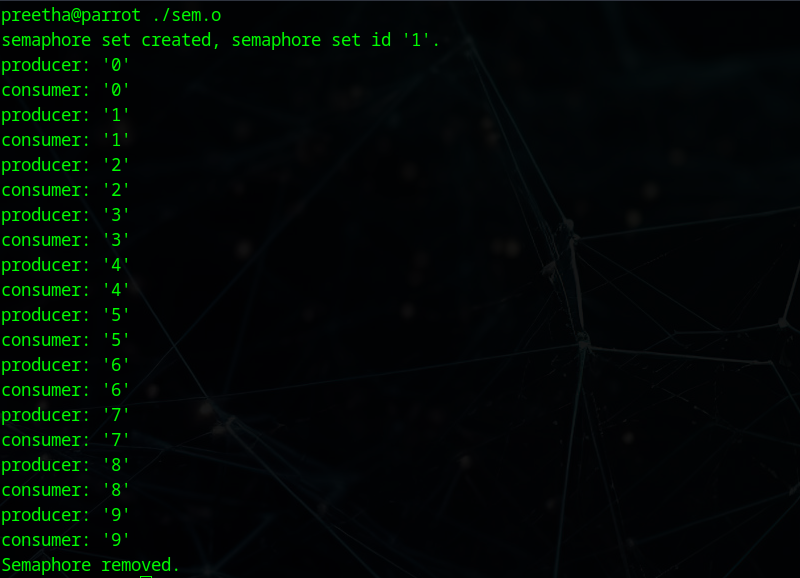 preetha@parrot ./sem.o
semaphore set created, semaphore set id '1'.
producer: '0'
consumer: '0'
producer: '1'
consumer: '1'
producer: '2'
consumer: '2'
producer: '3'
consumer: '3'
producer: '4'
consumer: '4'
producer: '5'
consumer: '5'
producer: '6'
consumer: '6'
producer: '7'
consumer: '7'
producer: '8'
consumer: '8'
producer: '9'
consumer: '9'
Semaphore removed.